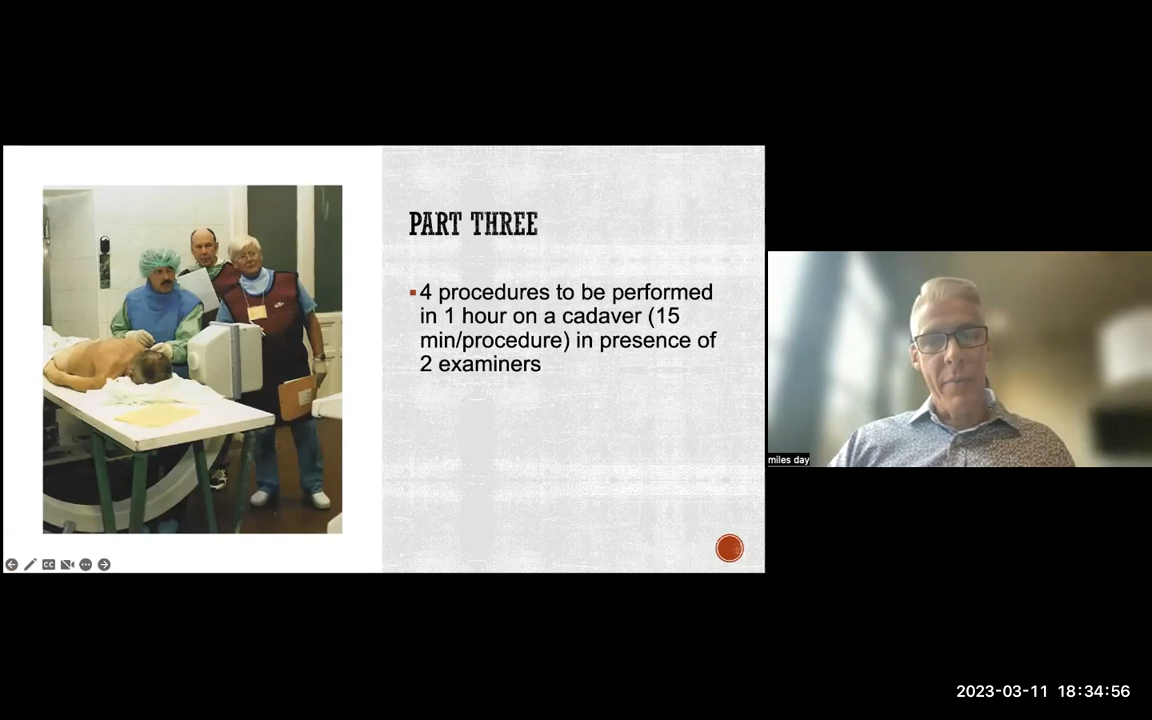 PART THREE
▪4 procedures to be performed
in 1 hour on a cadaver (15
min/procedure) in presence of
2 examiners
miles day
CC
2023-03-11 18:34:56